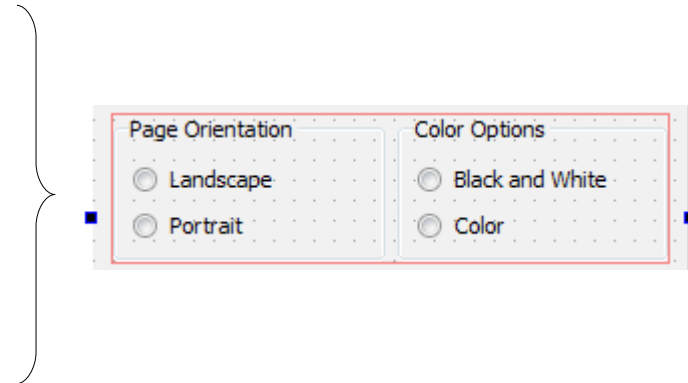 Page Orientation
Landscape
Portrait
Color Options
Black and White
Color